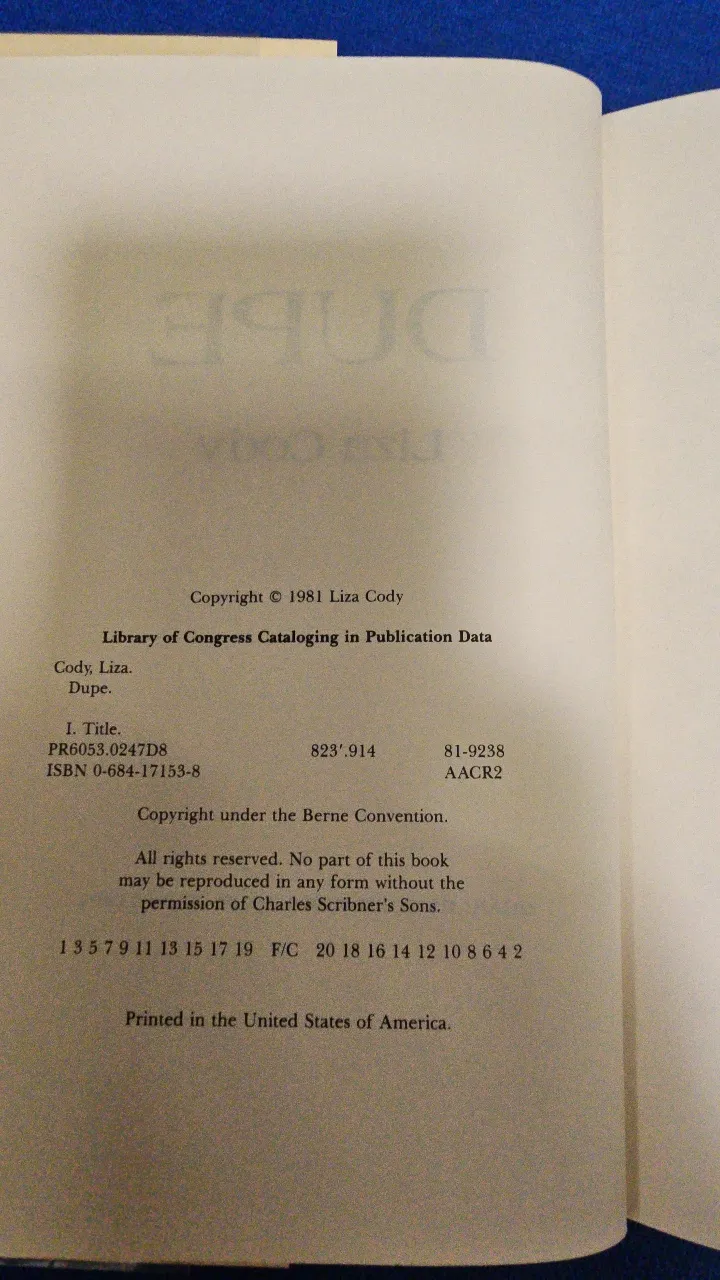 DUPE
Liza Cody
Copyright © 1981 Liza Cody
Library of Congress Cataloging in Publication Data
Cody, Liza.
Dupe.
I. Title.
PR6053.0247D8 823′.914 81-9238
ISBN 0-684-17153-8 AACR2
Copyright under the Berne Convention.
All rights reserved. No part of this book
may be reproduced in any form without the
permission of Charles Scribner's Sons.
1 3 5 7 9 11 13 15 17 19 F/C 20 18 16 14 12 10 8 6 4 2
Printed in the United States of America.